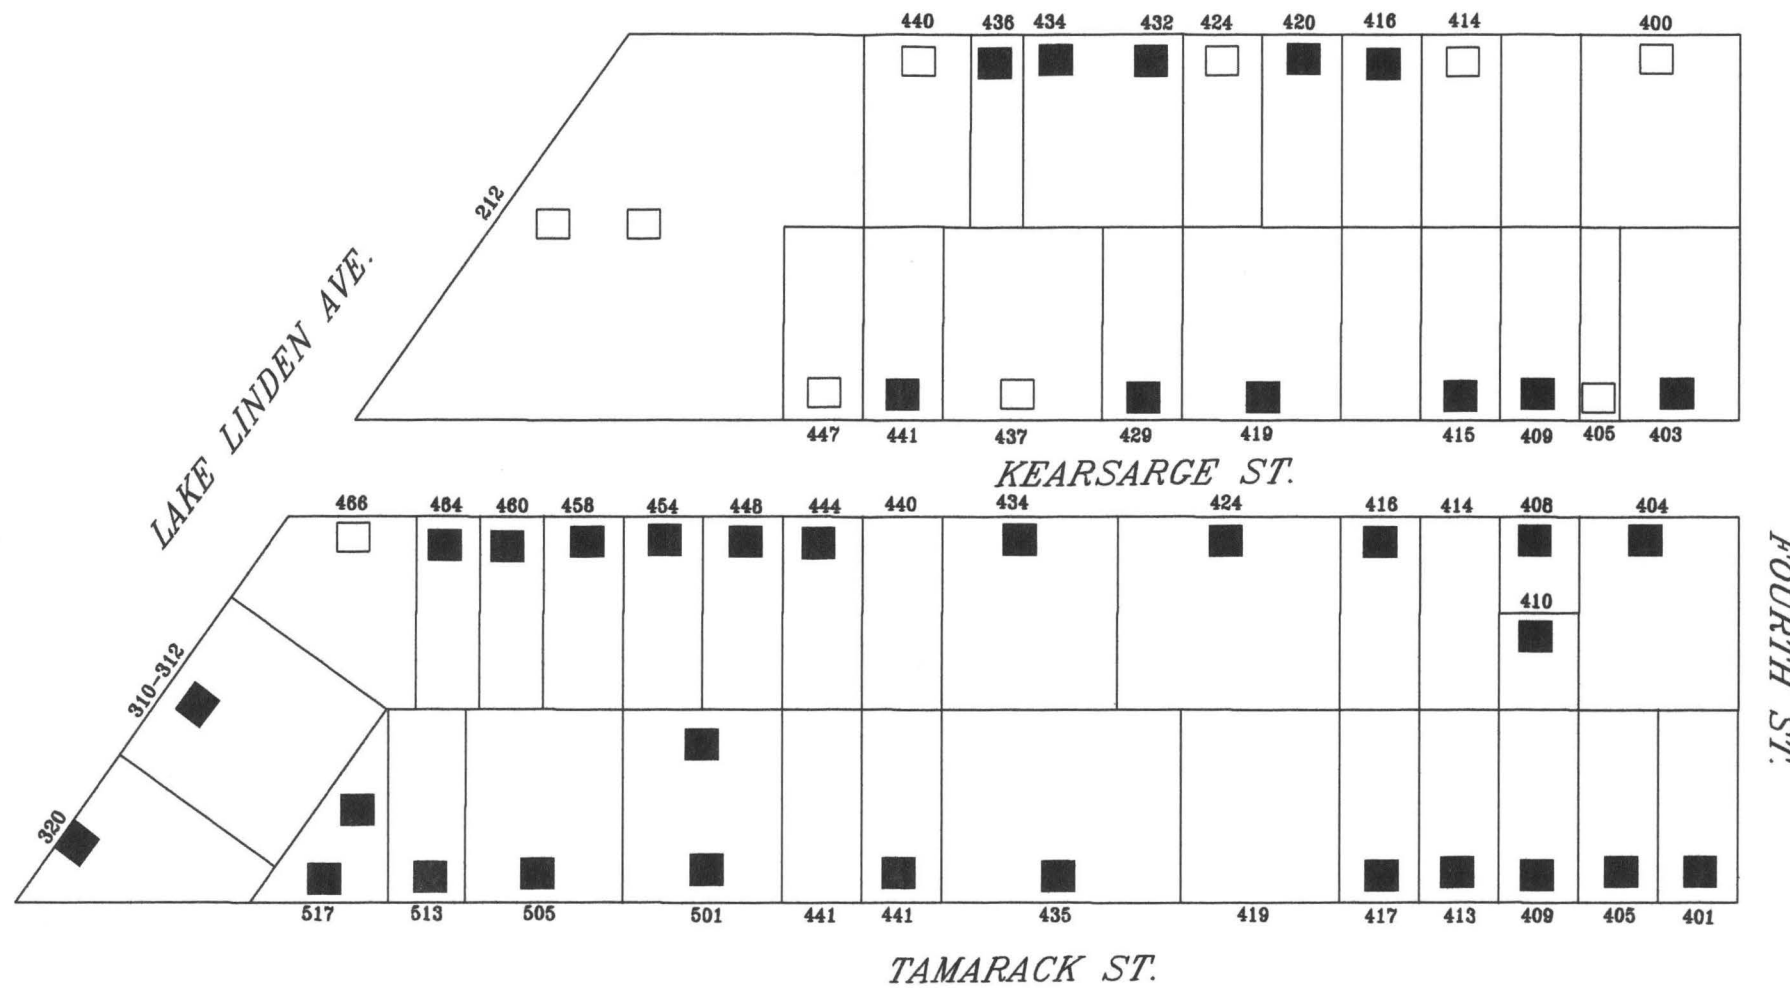 440 436 434 432 424 420 416 414 400
212
LAKE LINDEN AVE.
447 441 437 429 419 415 409 405 403
KEARSARGE ST.
466 464 460 458 454 448 444 440 434 424 416 414 408 404
410
FOURTH ST.
310-312
320
517 513 505 501 441 441 435 419 417 413 409 405 401
TAMARACK ST.